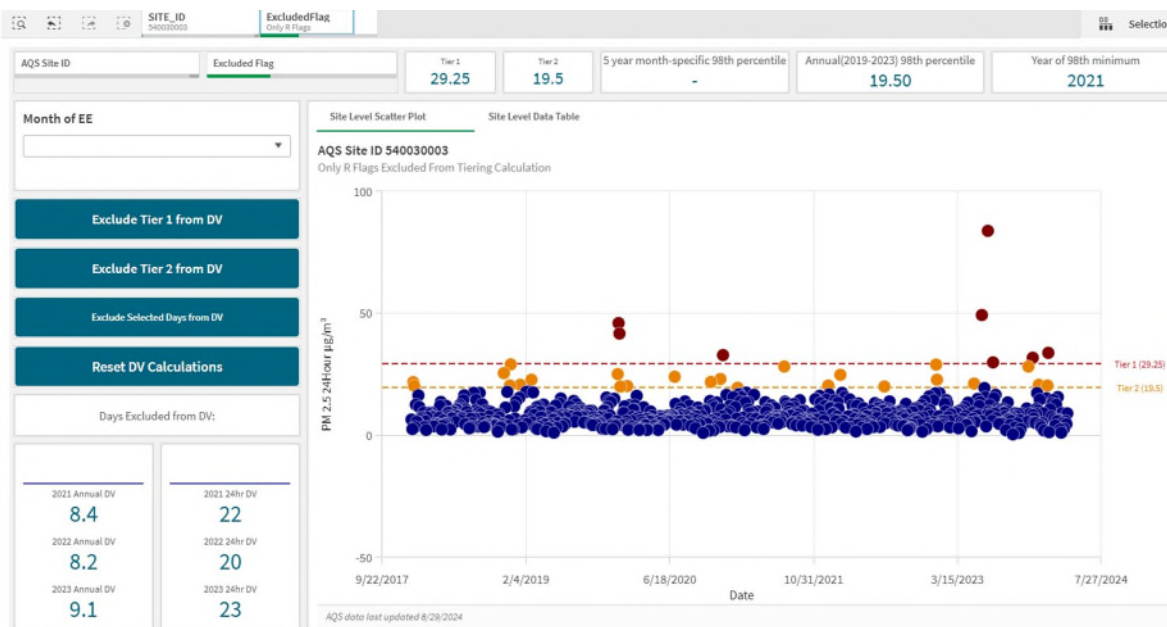 SITE_ID
540030003
ExcludedFlag
Only R Flags
Selectio
AQS Site ID
Excluded Flag
Tier 1
29.25
Tier 2
19.5
5 year month-specific 98th percentile
-
Annual(2019-2023) 98th percentile
19.50
Year of 98th minimum
2021
Month of EE
Exclude Tier 1 from DV
Exclude Tier 2 from DV
Exclude Selected Days from DV
Reset DV Calculations
Days Excluded from DV:
2021 Annual DV
8.4
2022 Annual DV
8.2
2023 Annual DV
9.1
2021 24hr DV
22
2022 24hr DV
20
2023 24hr DV
23
Site Level Scatter Plot
Site Level Data Table
AQS Site ID 540030003
Only R Flags Excluded From Tiering Calculation
PM 2.5 24Hour µg/m³
100
50
0
-50
Tier 1 (29.25)
Tier 2 (19.5)
9/22/2017
2/4/2019
6/18/2020
10/31/2021
3/15/2023
7/27/2024
Date
AQS data last updated 8/29/2024